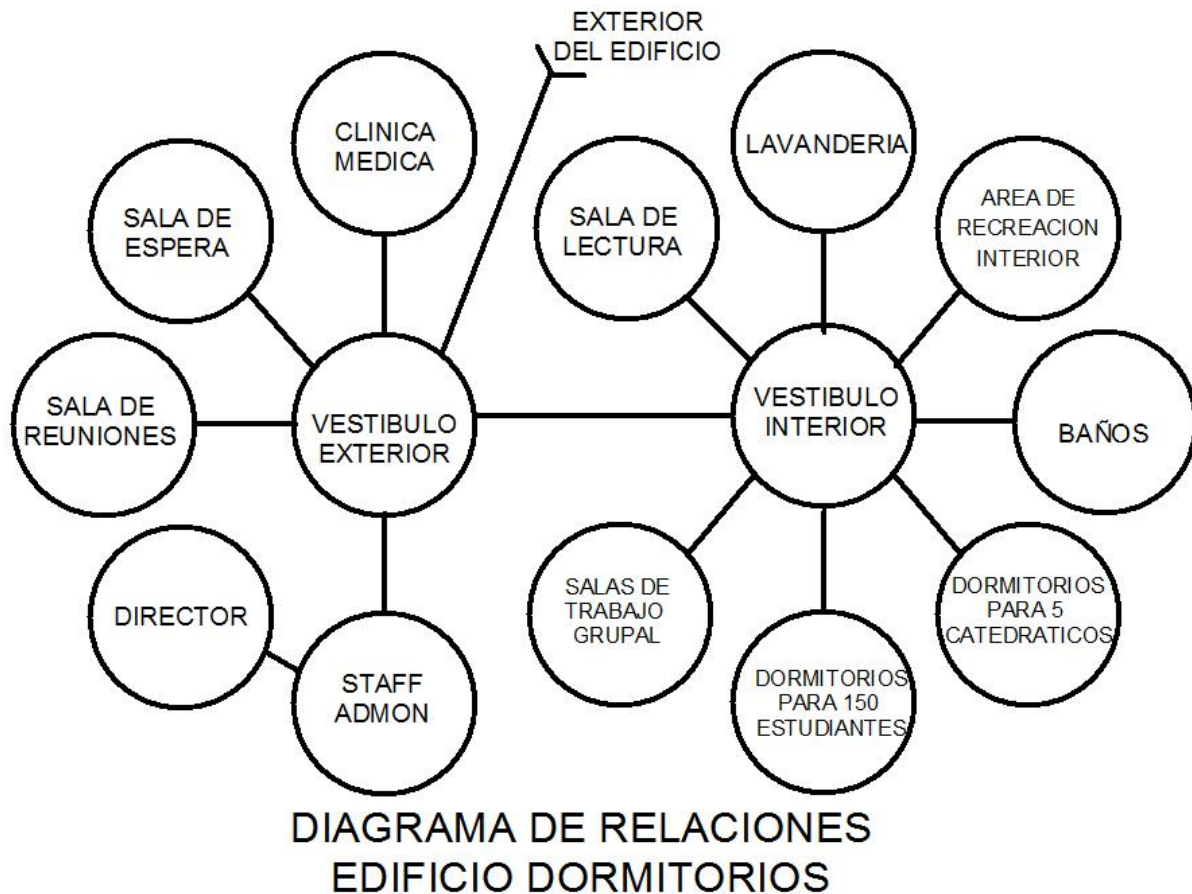 EXTERIOR
DEL EDIFICIO
CLINICA
MEDICA
LAVANDERIA
SALA DE
ESPERA
SALA DE
LECTURA
AREA DE
RECREACION
INTERIOR
SALA DE
REUNIONES
VESTIBULO
EXTERIOR
VESTIBULO
INTERIOR
BAÑOS
DIRECTOR
STAFF
ADMON
SALAS DE
TRABAJO
GRUPAL
DORMITORIOS
PARA 150
ESTUDIANTES
DORMITORIOS
PARA 5
CATEDRATICOS
DIAGRAMA DE RELACIONES
EDIFICIO DORMITORIOS